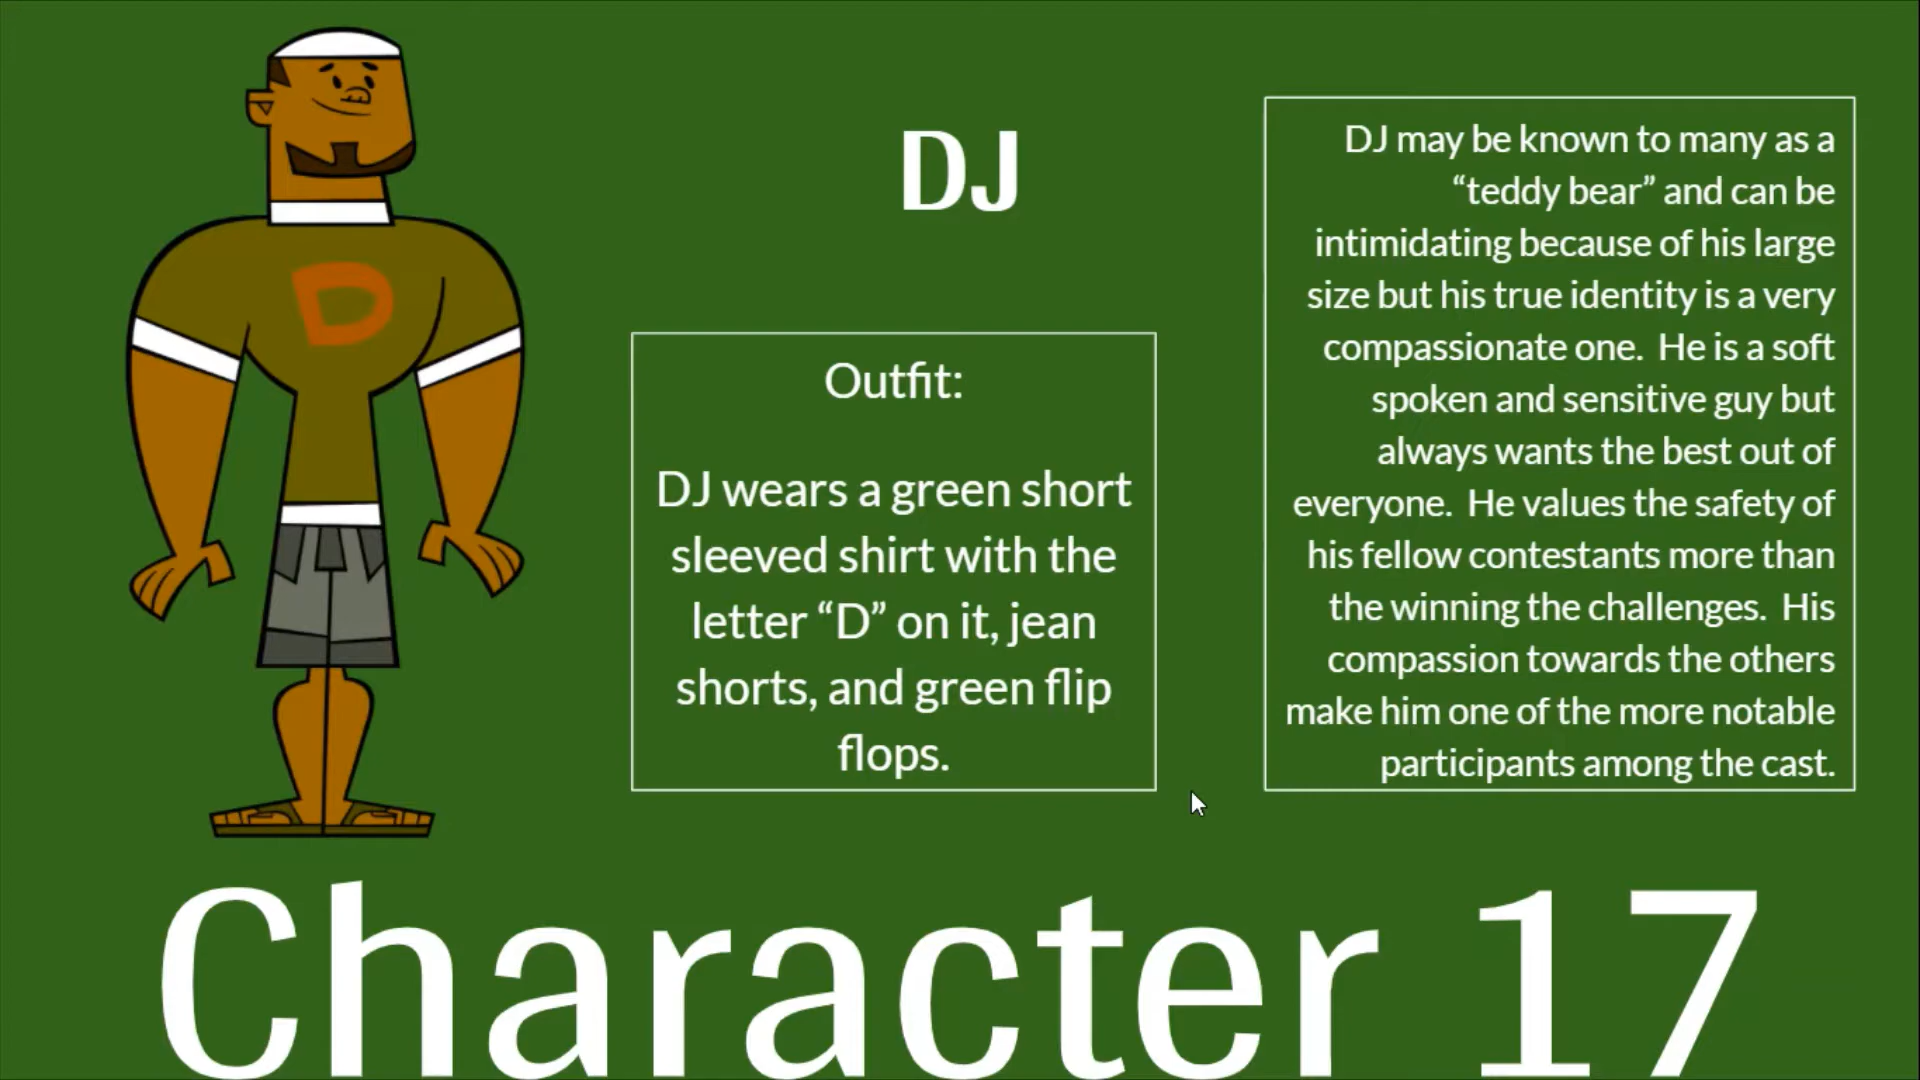 D
DJ
Outfit:
DJ wears a green short
sleeved shirt with the
letter “D” on it, jean
shorts, and green flip
flops.
DJ may be known to many as a
“teddy bear” and can be
intimidating because of his large
size but his true identity is a very
compassionate one.  He is a soft
spoken and sensitive guy but
always wants the best out of
everyone.  He values the safety of
his fellow contestants more than
the winning the challenges.  His
compassion towards the others
make him one of the more notable
participants among the cast.
Character 17